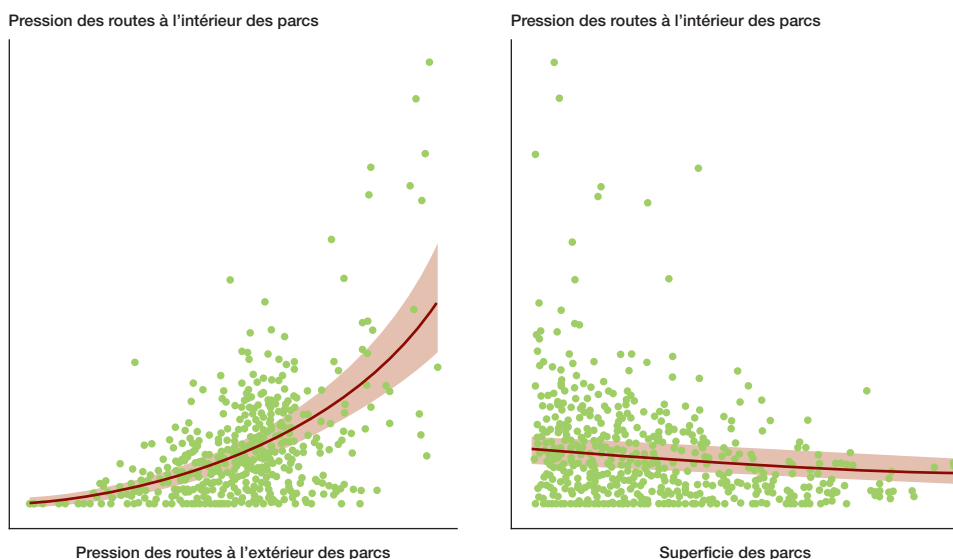 Pression des routes à l’intérieur des parcs
Pression des routes à l’extérieur des parcs
Pression des routes à l’intérieur des parcs
Superficie des parcs